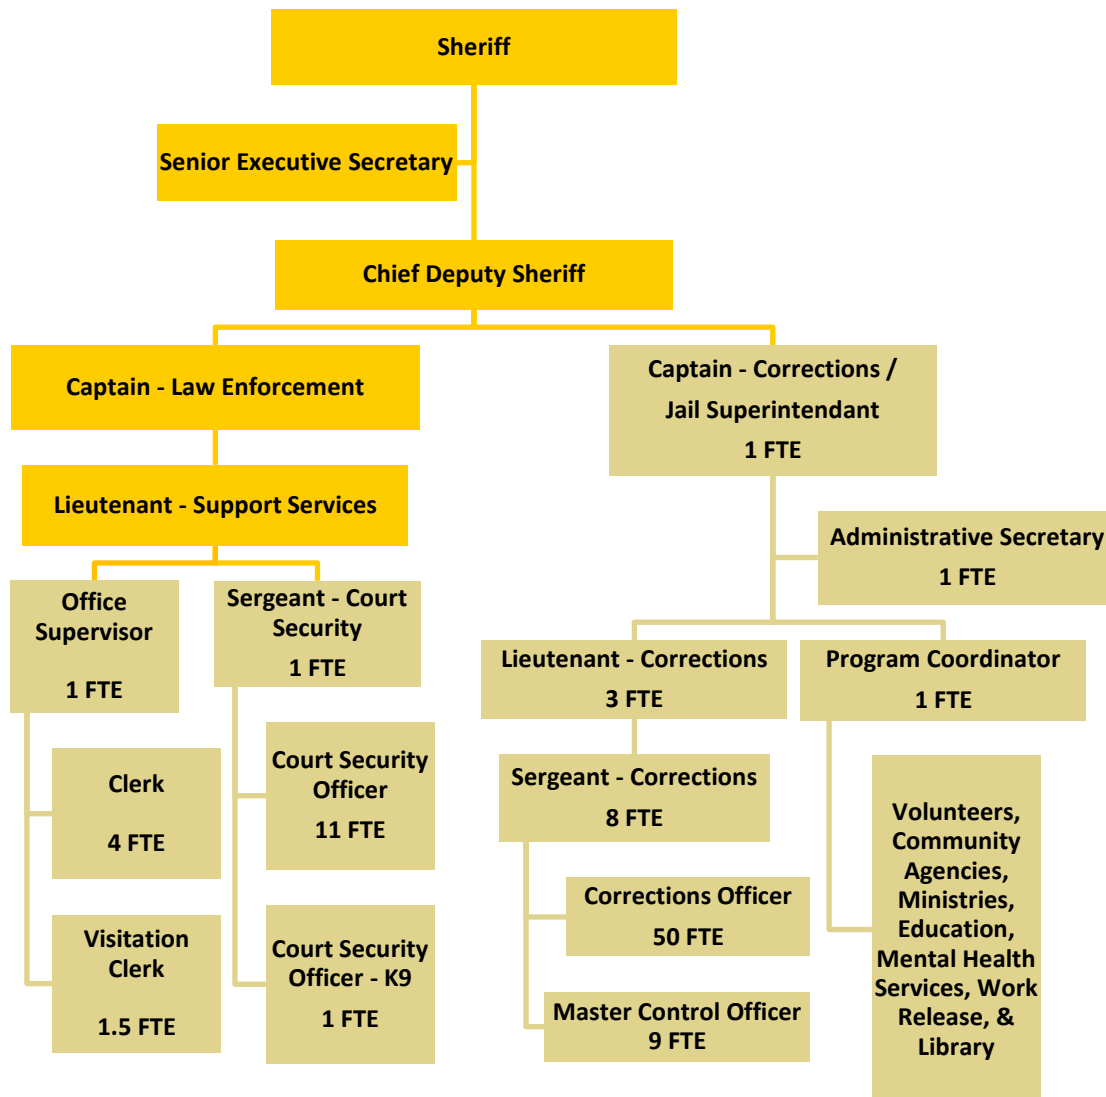 Sheriff
Senior Executive Secretary
Chief Deputy Sheriff
Captain - Law Enforcement
Lieutenant - Support Services
Office
Supervisor
1 FTE
Clerk
4 FTE
Visitation
Clerk
1.5 FTE
Sergeant - Court
Security
1 FTE
Court Security
Officer
11 FTE
Court Security
Officer - K9
1 FTE
Captain - Corrections /
Jail Superintendant
1 FTE
Administrative Secretary
1 FTE
Lieutenant - Corrections
3 FTE
Sergeant - Corrections
8 FTE
Corrections Officer
50 FTE
Master Control Officer
9 FTE
Program Coordinator
1 FTE
Volunteers,
Community
Agencies,
Ministries,
Education,
Mental Health
Services, Work
Release, &
Library